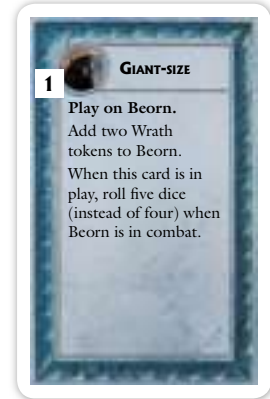 GIANT-SIZE
1
Play on Beorn.
Add two Wrath
tokens to Beorn.
When this card is in
play, roll five dice
(instead of four) when
Beorn is in combat.